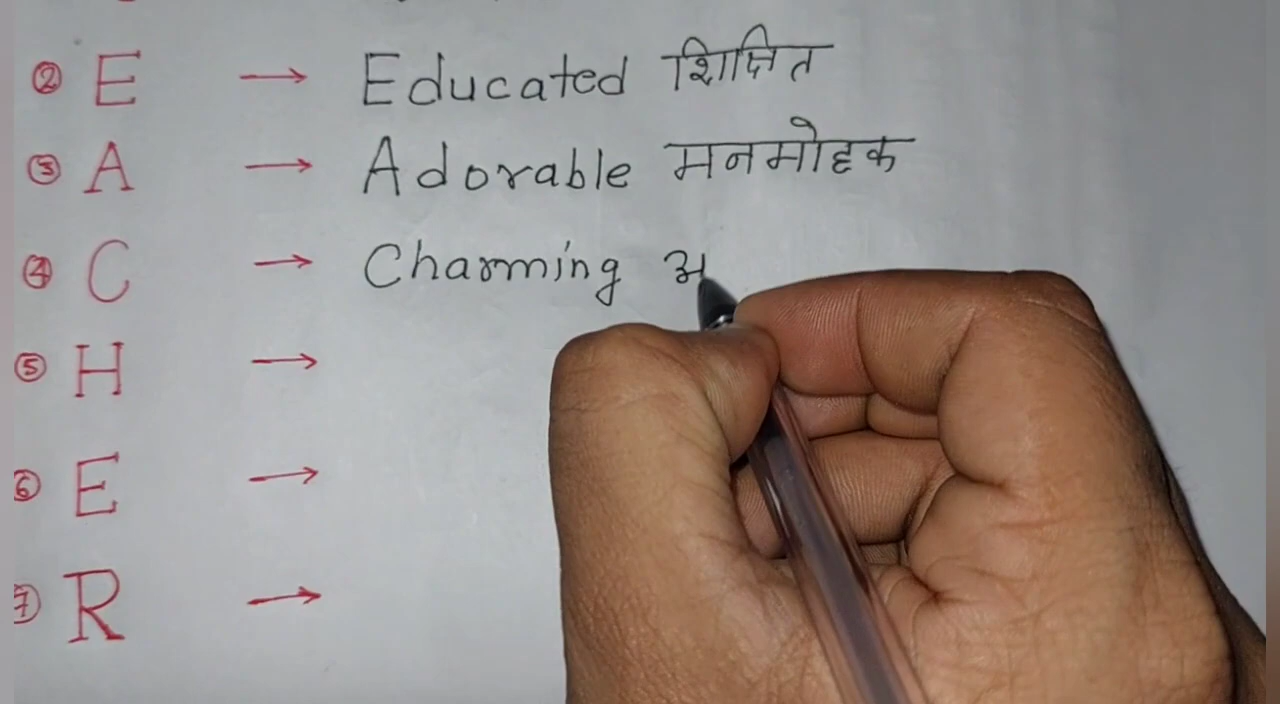 ② E → Educated शिक्षित
③ A → Adorable मनमोहक
④ C → Charming अ
⑤ H →
⑥ E →
⑦ R →